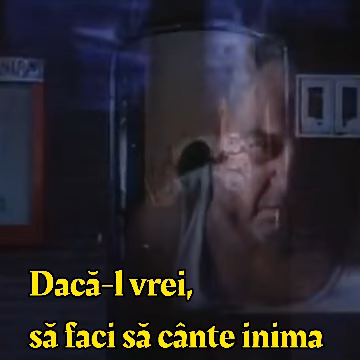 Dacă-l vrei,
să faci să cânte inima